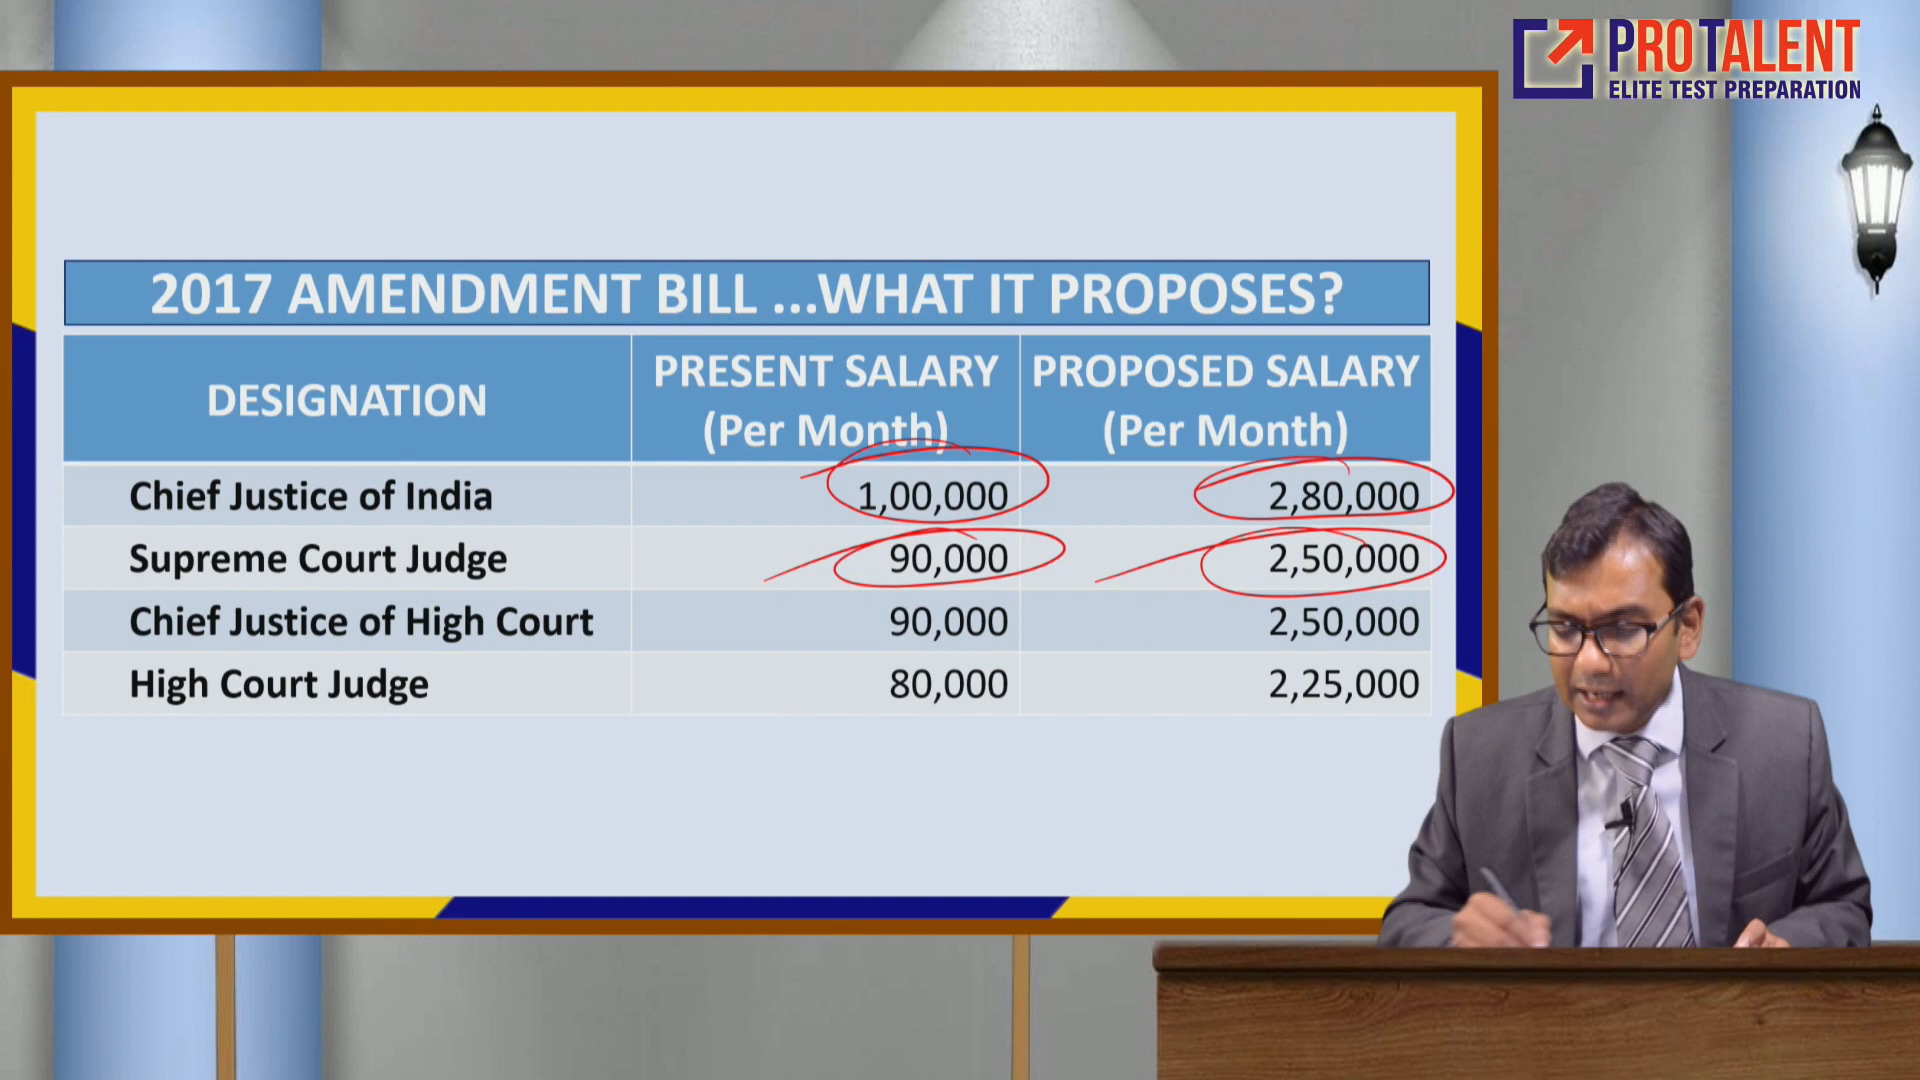 PROTALENT
ELITE TEST PREPARATION
2017 AMENDMENT BILL ...WHAT IT PROPOSES?
DESIGNATION
PRESENT SALARY
(Per Month)
PROPOSED SALARY
(Per Month)
Chief Justice of India 1,00,000 2,80,000
Supreme Court Judge 90,000 2,50,000
Chief Justice of High Court 90,000 2,50,000
High Court Judge 80,000 2,25,000